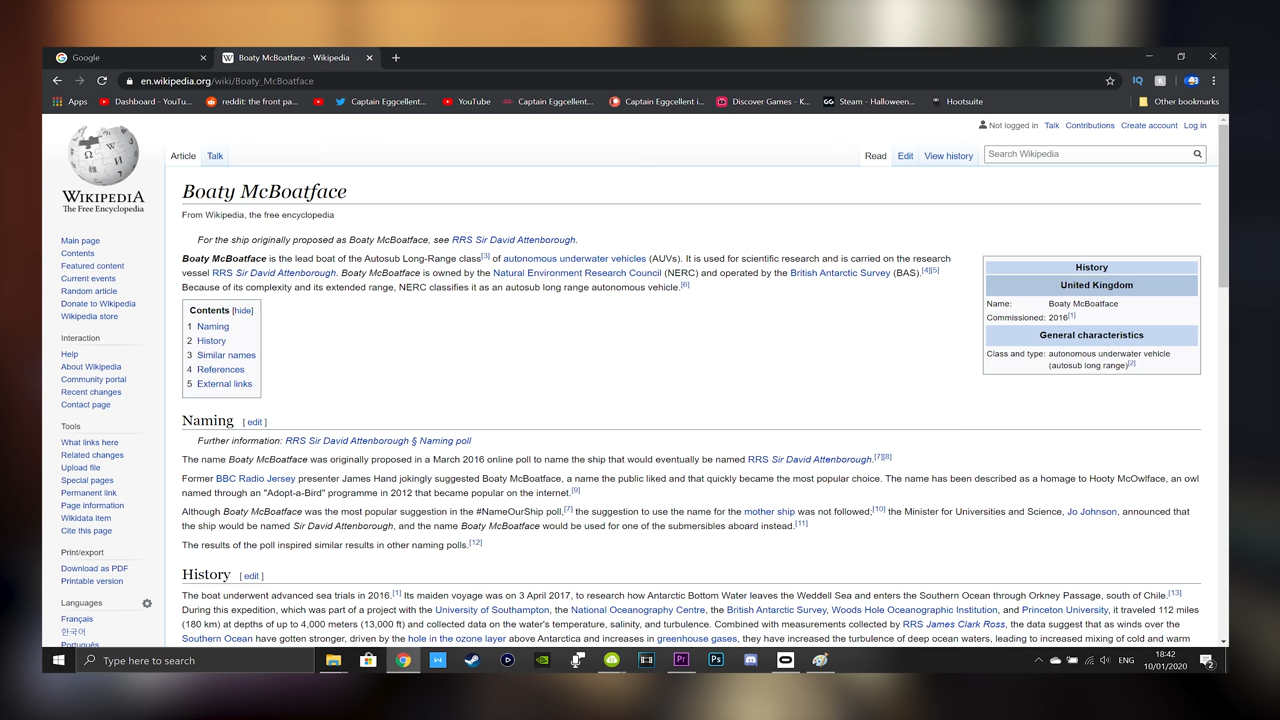 Google
Boaty McBoatface - Wikipedia
en.wikipedia.org/wiki/Boaty_McBoatface
Apps
Dashboard - YouTu...
reddit: the front pa...
Captain Eggcellent...
YouTube
Captain Eggcellent...
Captain Eggcellent i...
Discover Games - K...
Steam - Halloween...
Hootsuite
Other bookmarks
Not logged in Talk Contributions Create account Log in
Article Talk
Read Edit View history
Search Wikipedia
WIKIPEDIA
The Free Encyclopedia
Main page
Contents
Featured content
Current events
Random article
Donate to Wikipedia
Wikipedia store
Interaction
Help
About Wikipedia
Community portal
Recent changes
Contact page
Tools
What links here
Related changes
Upload file
Special pages
Permanent link
Page information
Wikidata item
Cite this page
Print/export
Download as PDF
Printable version
Languages
Français
한국어
Português
Boaty McBoatface
From Wikipedia, the free encyclopedia
For the ship originally proposed as Boaty McBoatface, see RRS Sir David Attenborough.
Boaty McBoatface is the lead boat of the Autosub Long-Range class[3] of autonomous underwater vehicles (AUVs). It is used for scientific research and is carried on the research
vessel RRS Sir David Attenborough. Boaty McBoatface is owned by the Natural Environment Research Council (NERC) and operated by the British Antarctic Survey (BAS).[4][5]
Because of its complexity and its extended range, NERC classifies it as an autosub long range autonomous vehicle.[6]
History
United Kingdom
Name: Boaty McBoatface
Commissioned: 2016[1]
General characteristics
Class and type: autonomous underwater vehicle
(autosub long range)[2]
Contents [hide]
1 Naming
2 History
3 Similar names
4 References
5 External links
Naming [ edit ]
Further information: RRS Sir David Attenborough § Naming poll
The name Boaty McBoatface was originally proposed in a March 2016 online poll to name the ship that would eventually be named RRS Sir David Attenborough.[7][8]
Former BBC Radio Jersey presenter James Hand jokingly suggested Boaty McBoatface, a name the public liked and that quickly became the most popular choice. The name has been described as a homage to Hooty McOwlface, an owl
named through an "Adopt-a-Bird" programme in 2012 that became popular on the internet.[9]
Although Boaty McBoatface was the most popular suggestion in the #NameOurShip poll,[7] the suggestion to use the name for the mother ship was not followed;[10] the Minister for Universities and Science, Jo Johnson, announced that
the ship would be named Sir David Attenborough, and the name Boaty McBoatface would be used for one of the submersibles aboard instead.[11]
The results of the poll inspired similar results in other naming polls.[12]
History [ edit ]
The boat underwent advanced sea trials in 2016.[1] Its maiden voyage was on 3 April 2017, to research how Antarctic Bottom Water leaves the Weddell Sea and enters the Southern Ocean through Orkney Passage, south of Chile.[13]
During this expedition, which was part of a project with the University of Southampton, the National Oceanography Centre, the British Antarctic Survey, Woods Hole Oceanographic Institution, and Princeton University, it traveled 112 miles
(180 km) at depths of up to 4,000 meters (13,000 ft) and collected data on the water's temperature, salinity, and turbulence. Combined with measurements collected by RRS James Clark Ross, the data suggest that as winds over the
Southern Ocean have gotten stronger, driven by the hole in the ozone layer above Antarctica and increases in greenhouse gases, they have increased the turbulence of deep ocean waters, leading to increased mixing of cold and warm
Type here to search
ENG
18:42
10/01/2020